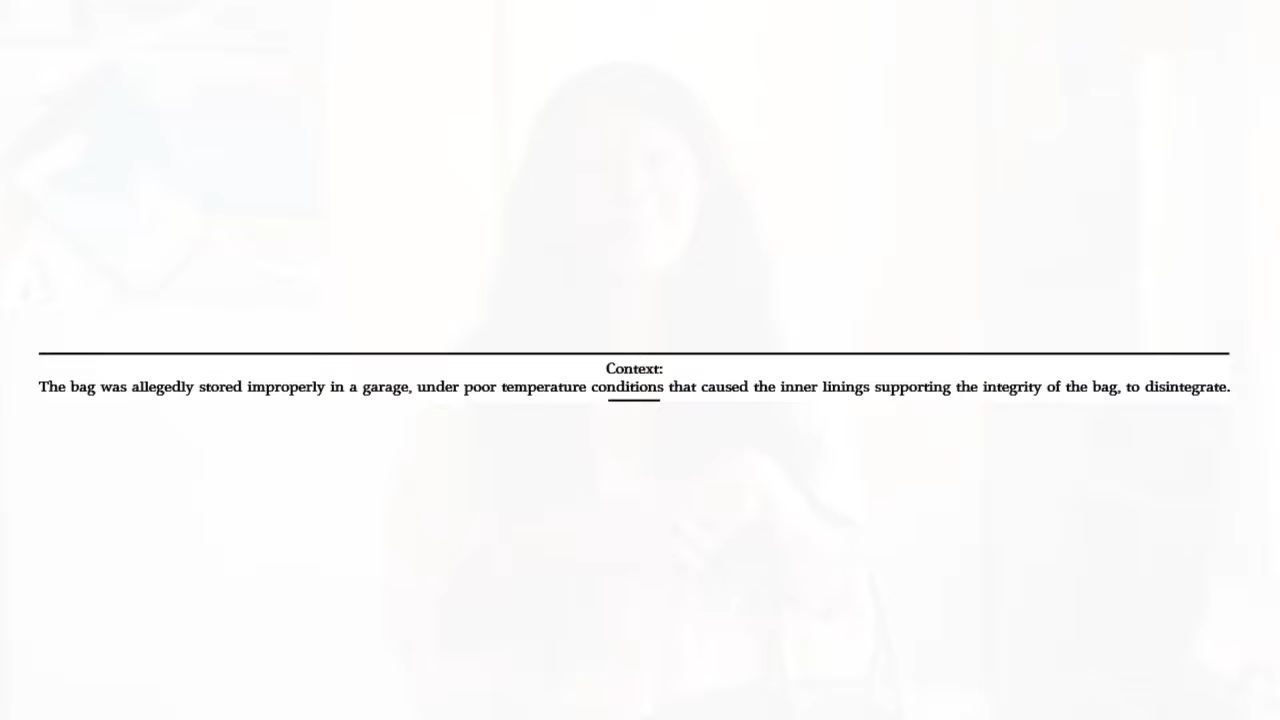 Context:
The bag was allegedly stored improperly in a garage, under poor temperature conditions that caused the inner linings supporting the integrity of the bag, to disintegrate.